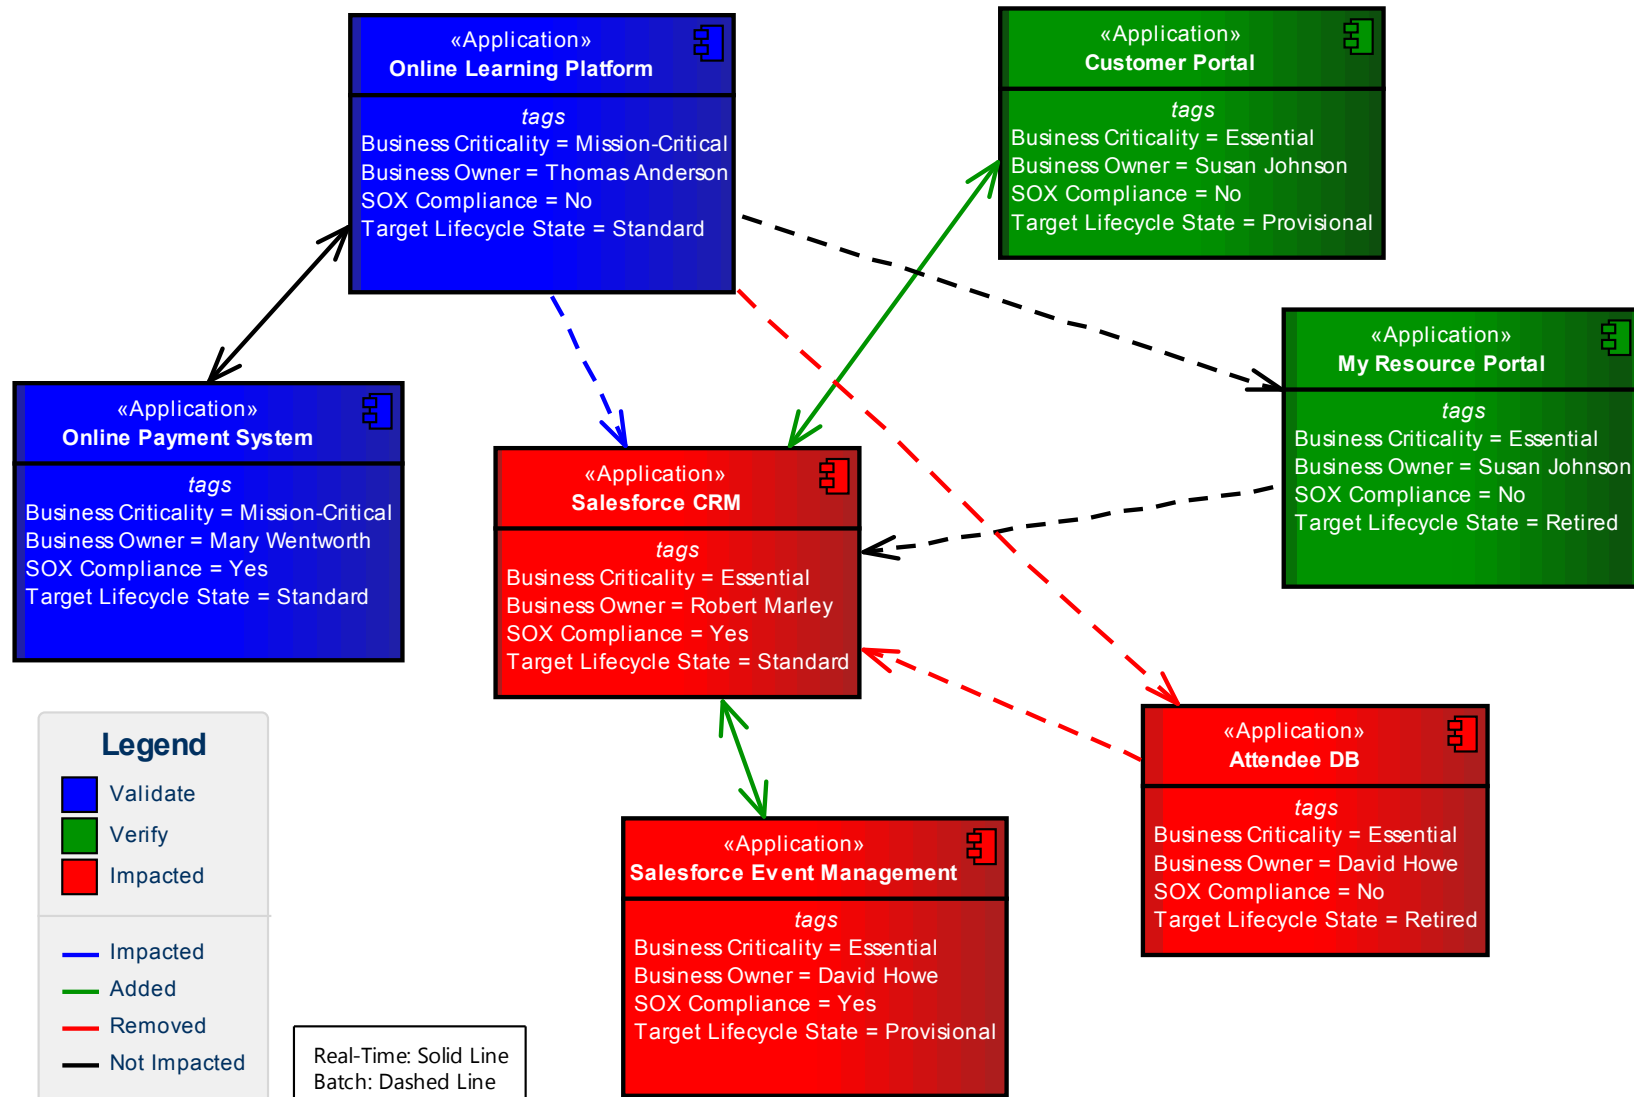 «Application»
Online Learning Platform
tags
Business Criticality = Mission-Critical
Business Owner = Thomas Anderson
SOX Compliance = No
Target Lifecycle State = Standard
«Application»
Customer Portal
tags
Business Criticality = Essential
Business Owner = Susan Johnson
SOX Compliance = No
Target Lifecycle State = Provisional
«Application»
My Resource Portal
tags
Business Criticality = Essential
Business Owner = Susan Johnson
SOX Compliance = No
Target Lifecycle State = Retired
«Application»
Online Payment System
tags
Business Criticality = Mission-Critical
Business Owner = Mary Wentworth
SOX Compliance = Yes
Target Lifecycle State = Standard
«Application»
Salesforce CRM
tags
Business Criticality = Essential
Business Owner = Robert Marley
SOX Compliance = Yes
Target Lifecycle State = Standard
«Application»
Attendee DB
tags
Business Criticality = Essential
Business Owner = David Howe
SOX Compliance = No
Target Lifecycle State = Retired
«Application»
Salesforce Event Management
tags
Business Criticality = Essential
Business Owner = David Howe
SOX Compliance = Yes
Target Lifecycle State = Provisional
Legend
Validate
Verify
Impacted
Impacted
Added
Removed
Not Impacted
Real-Time: Solid Line
Batch: Dashed Line